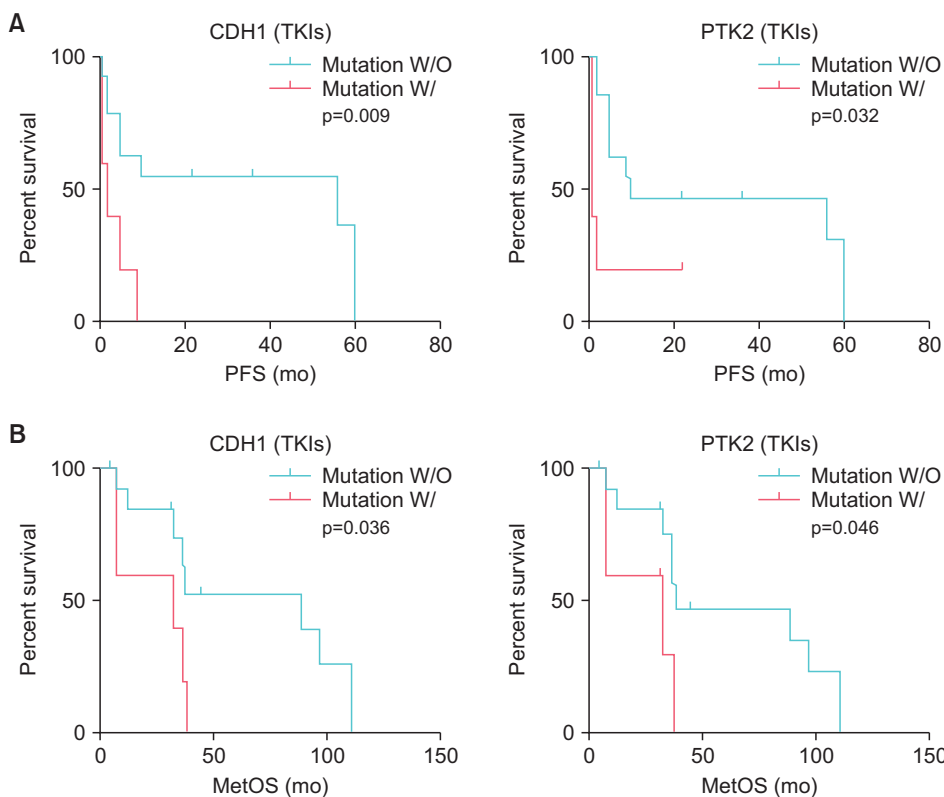 A
CDH1 (TKIs)
Mutation W/O
Mutation W/
p=0.009
Percent survival
100
50
0
0 20 40 60 80
PFS (mo)
PTK2 (TKIs)
Mutation W/O
Mutation W/
p=0.032
Percent survival
100
50
0
0 20 40 60 80
PFS (mo)
B
CDH1 (TKIs)
Mutation W/O
Mutation W/
p=0.036
Percent survival
100
50
0
0 50 100 150
MetOS (mo)
PTK2 (TKIs)
Mutation W/O
Mutation W/
p=0.046
Percent survival
100
50
0
0 50 100 150
MetOS (mo)